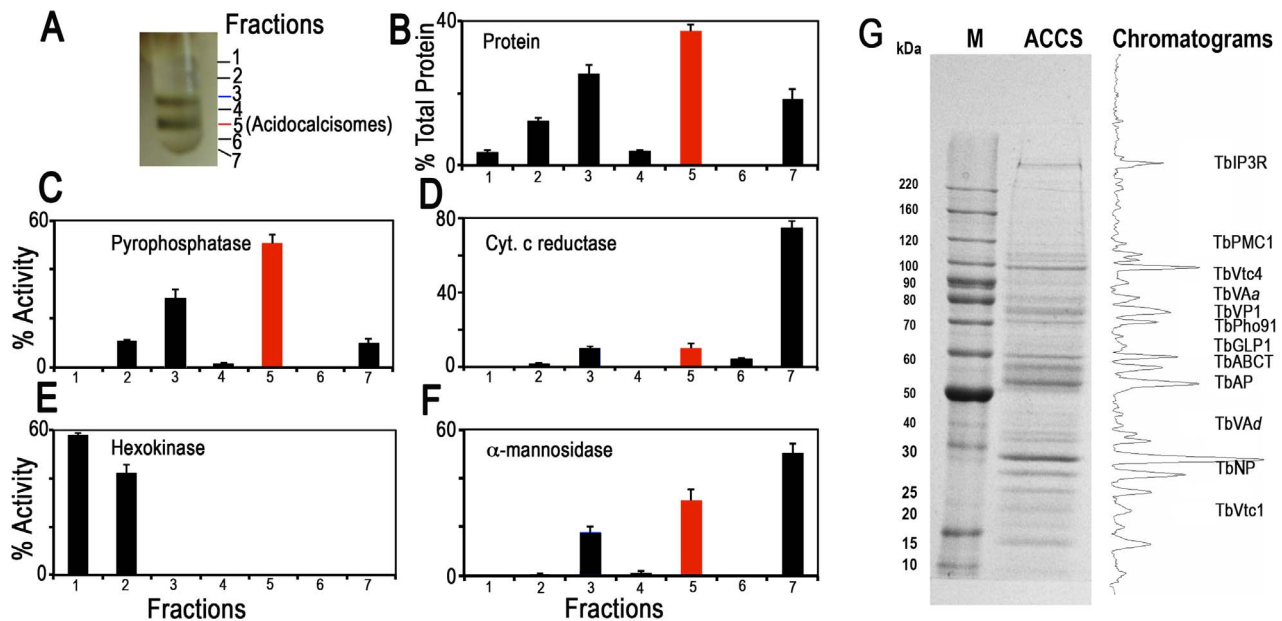 A
Fractions
1
2
3
4
5 (Acidocalcisomes)
6
7
B
Protein
% Total Protein
40
0
1 2 3 4 5 6 7
C
Pyrophosphatase
% Activity
60
0
1 2 3 4 5 6 7
D
Cyt. c reductase
80
0
1 2 3 4 5 6 7
E
Hexokinase
% Activity
60
0
1 2 3 4 5 6 7
Fractions
F
α-mannosidase
60
0
1 2 3 4 5 6 7
Fractions
G
kDa M ACCS Chromatograms
220
160
120
100
90
80
70
60
50
40
30
25
20
15
10
TbIP3R
TbPMC1
TbVtc4
TbVAa
TbVP1
TbPho91
TbGLP1
TbABCT
TbAP
TbVAd
TbNP
TbVtc1